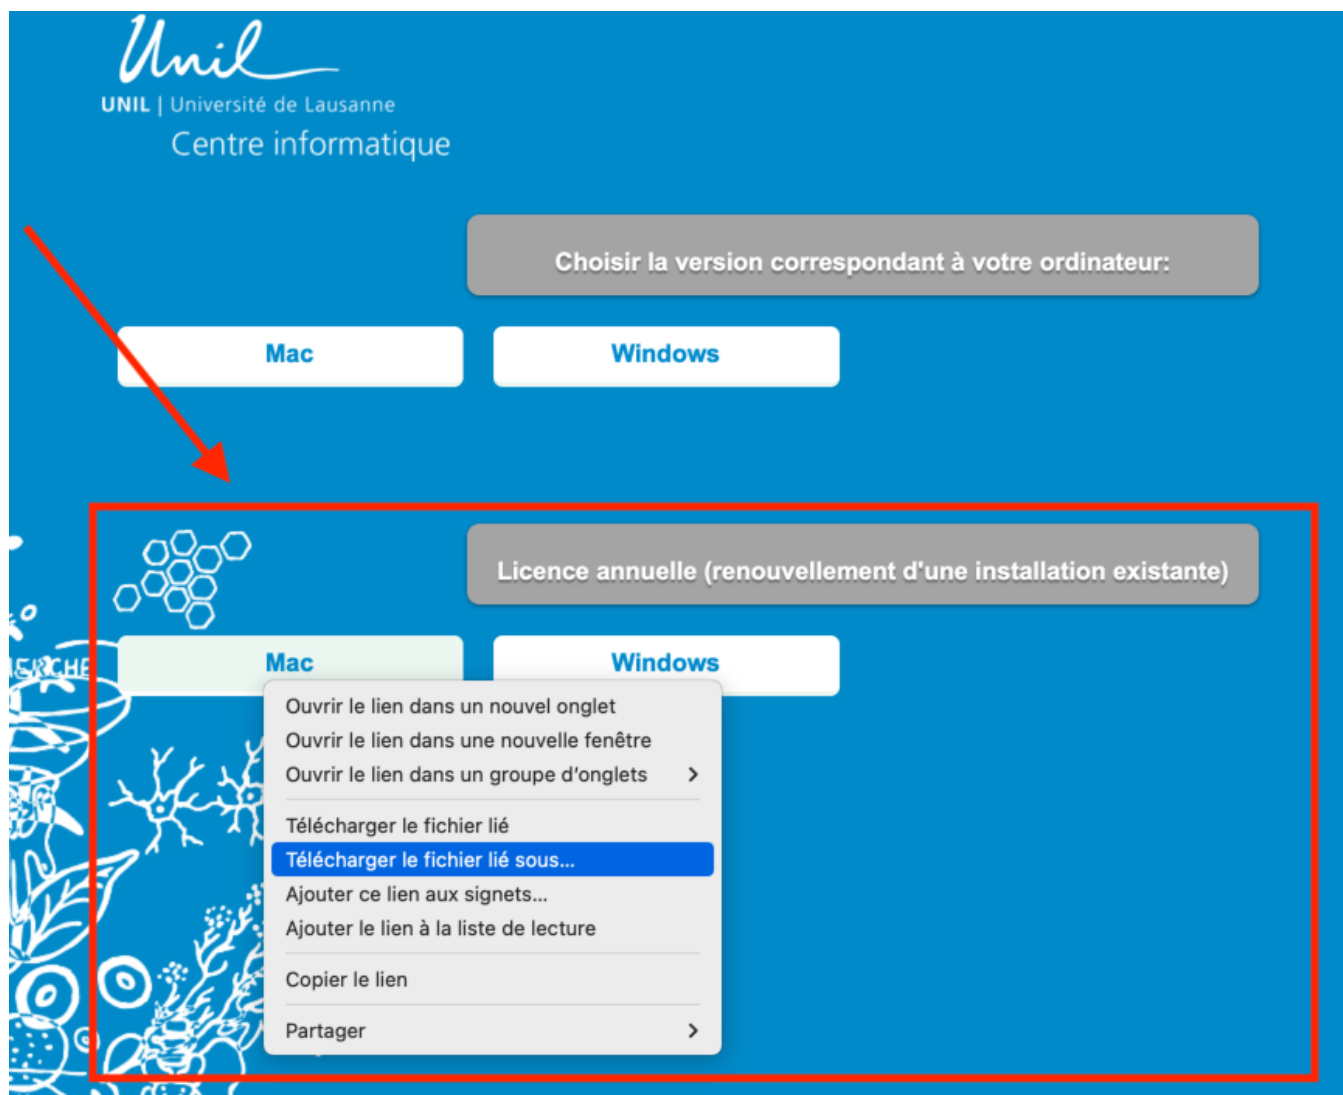 Unil
UNIL | Université de Lausanne
Centre informatique
Choisir la version correspondant à votre ordinateur:
Mac
Windows
Licence annuelle (renouvellement d'une installation existante)
Mac
Windows
Ouvrir le lien dans un nouvel onglet
Ouvrir le lien dans une nouvelle fenêtre
Ouvrir le lien dans un groupe d’onglets
Télécharger le fichier lié
Télécharger le fichier lié sous...
Ajouter ce lien aux signets...
Ajouter le lien à la liste de lecture
Copier le lien
Partager